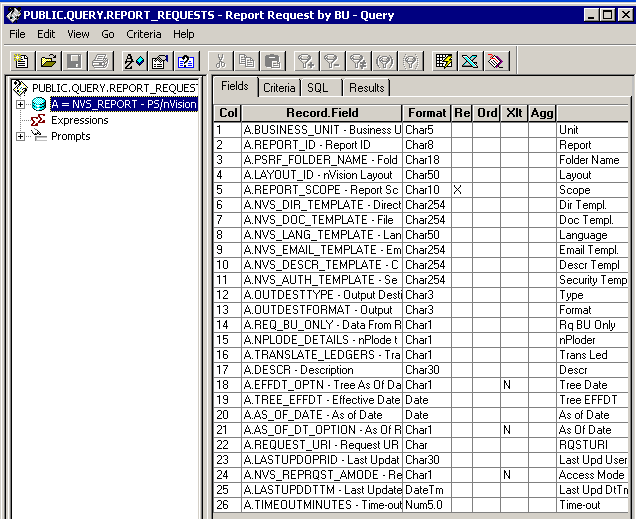 PUBLIC.QUERY.REPORT_REQUESTS - Report Request by BU - Query
File Edit View Go Criteria Help
PUBLIC.QUERY.REPORT_REQUEST
A = NVS_REPORT - PS/nVision
Expressions
Prompts
Fields Criteria SQL Results
Col Record.Field Format Re Ord Xlt Agg
1 A.BUSINESS_UNIT - Business U Char5 Unit
2 A.REPORT_ID - Report ID Char8 Report
3 A.PSRF_FOLDER_NAME - Fold Char18 Folder Name
4 A.LAYOUT_ID - nVision Layout Char50 Layout
5 A.REPORT_SCOPE - Report Sc Char10 X Scope
6 A.NVS_DIR_TEMPLATE - Direct Char254 Dir Templ.
7 A.NVS_DOC_TEMPLATE - File Char254 Doc Templ.
8 A.NVS_LANG_TEMPLATE - Lan Char50 Language
9 A.NVS_EMAIL_TEMPLATE - Em Char254 Email Templ.
10 A.NVS_DESCR_TEMPLATE - C Char254 Descr Templ
11 A.NVS_AUTH_TEMPLATE - Se Char254 Security Temp
12 A.OUTDESTTYPE - Output Desti Char3 Type
13 A.OUTDESTFORMAT - Output Char3 Format
14 A.REQ_BU_ONLY - Data From R Char1 Rq BU Only
15 A.NPLODE_DETAILS - nPlode t Char1 nPloder
16 A.TRANSLATE_LEDGERS - Tra Char1 Trans Led
17 A.DESCR - Description Char30 Descr
18 A.EFFDT_OPTN - Tree As Of Da Char1 N Tree Date
19 A.TREE_EFFDT - Effective Date Date Tree EFFDT
20 A.AS_OF_DATE - As of Date Date As of Date
21 A.AS_OF_DT_OPTION - As Of R Char1 N As Of Date
22 A.REQUEST_URI - Request UR Char RQSTURI
23 A.LASTUPDOPRID - Last Updat Char30 Last Upd User
24 A.NVS_REPRQST_AMODE - Re Char1 N Access Mode
25 A.LASTUPDDTTM - Last Update DateTm Last Upd DtTm
26 A.TIMEOUTMINUTES - Time-out Num5.0 Time-out